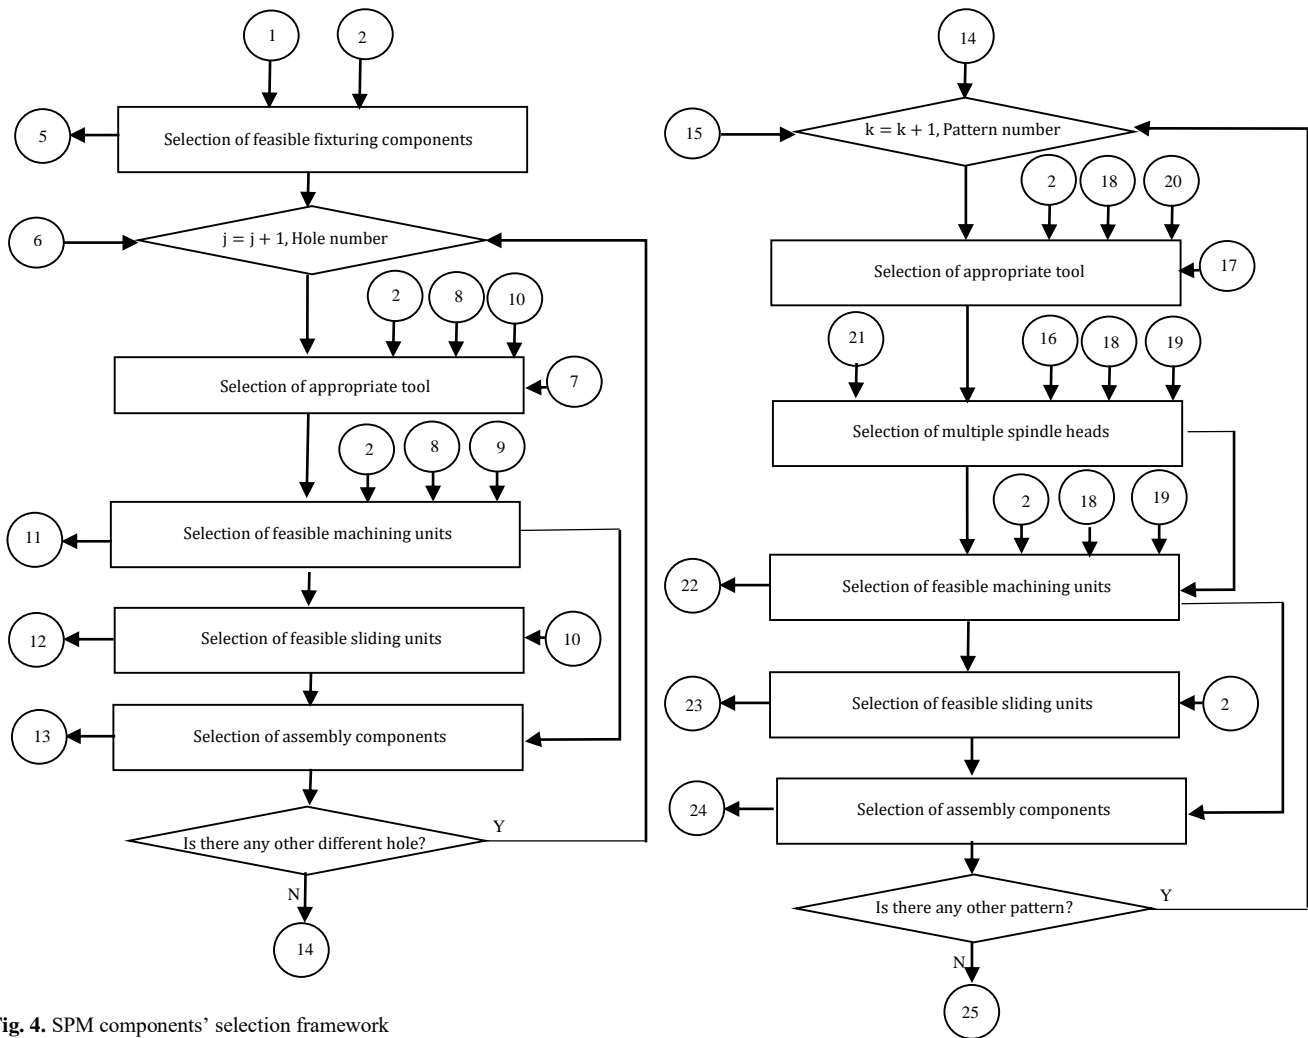 1
2
5
Selection of feasible fixturing components
6
j = j + 1, Hole number
2
8
10
Selection of appropriate tool
7
2
8
9
11
Selection of feasible machining units
12
Selection of feasible sliding units
10
13
Selection of assembly components
Is there any other different hole?
Y
N
14
14
15
k = k + 1, Pattern number
2
18
20
Selection of appropriate tool
17
21
16
18
19
Selection of multiple spindle heads
2
18
19
22
Selection of feasible machining units
23
Selection of feasible sliding units
2
24
Selection of assembly components
Is there any other pattern?
Y
N
25
ig. 4. SPM components’ selection framework